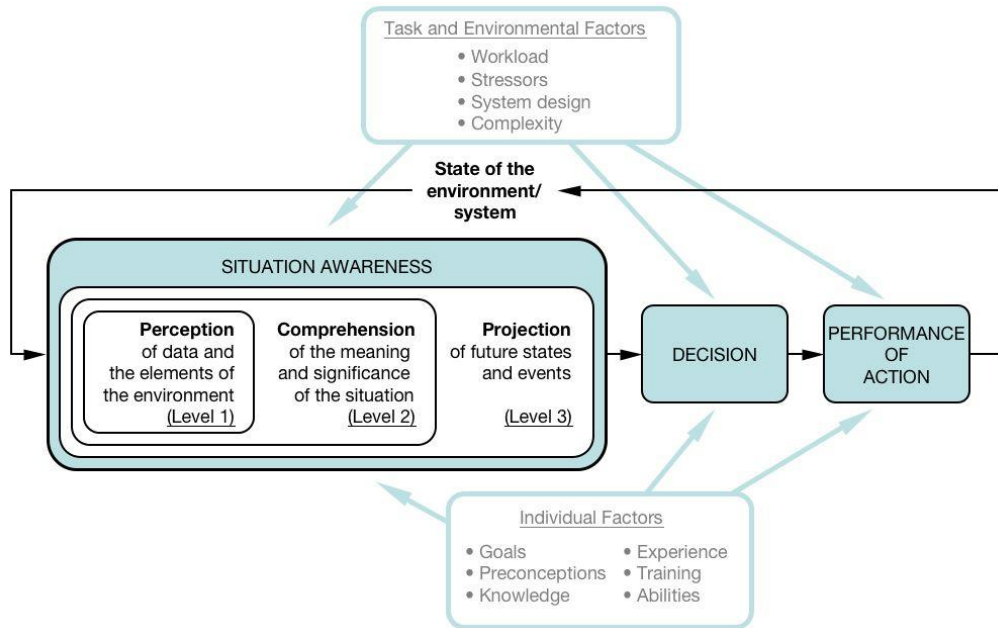 Task and Environmental Factors
• Workload
• Stressors
• System design
• Complexity
State of the
environment/
system
SITUATION AWARENESS
Perception
of data and
the elements of
the environment
(Level 1)
Comprehension
of the meaning
and significance
of the situation
(Level 2)
Projection
of future states
and events
(Level 3)
DECISION
PERFORMANCE
OF
ACTION
Individual Factors
• Goals
• Preconceptions
• Knowledge
• Experience
• Training
• Abilities